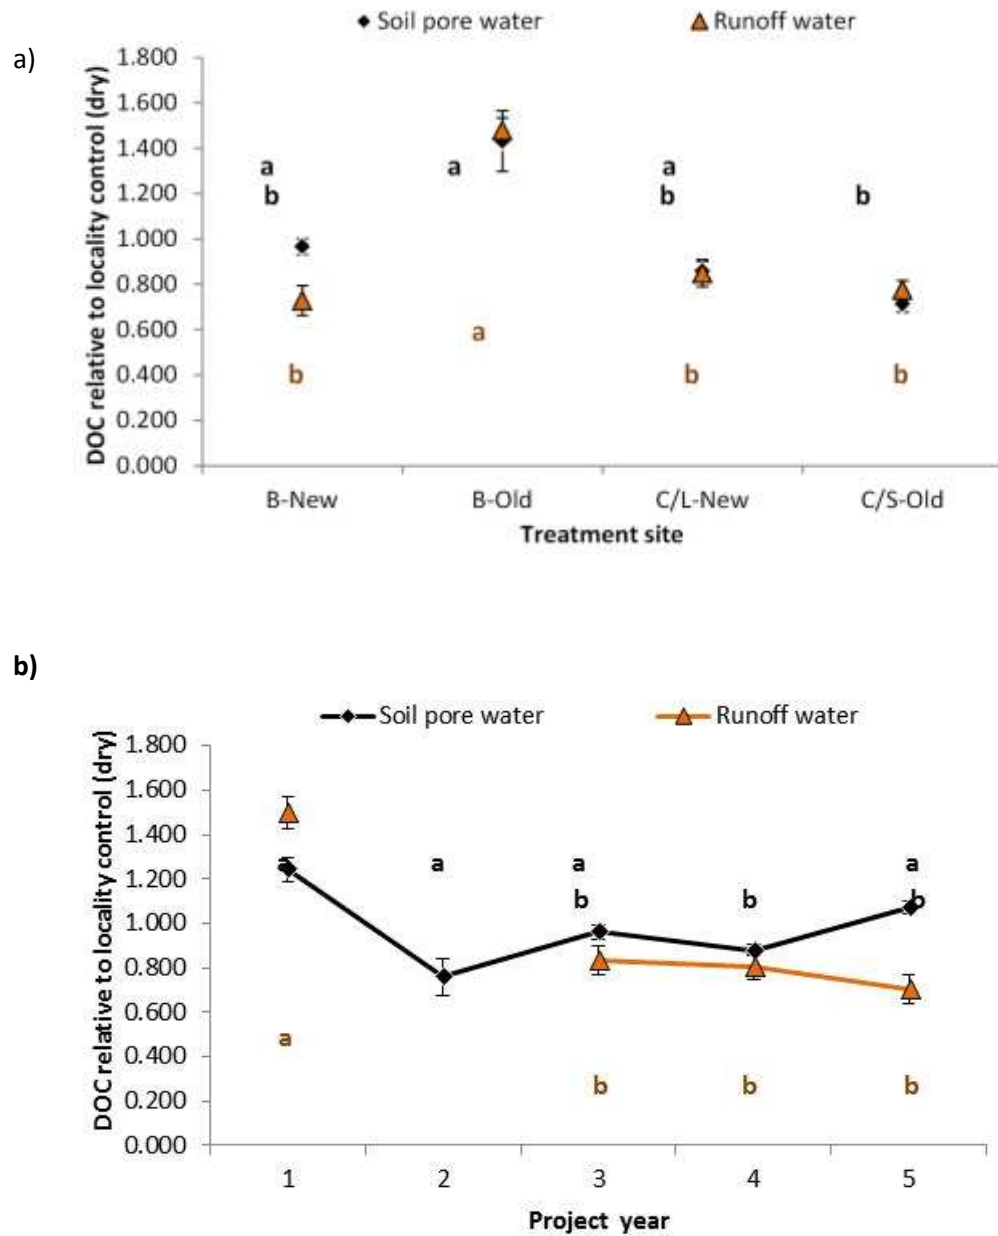 a)
Soil pore water Runoff water
DOC relative to locality control (dry)
1.800
1.600
1.400
1.200
1.000
0.800
0.600
0.400
0.200
0.000
a a a
b b b
a
b b b
B-New B-Old C/L-New C/S-Old
Treatment site
b)
Soil pore water Runoff water
DOC relative to locality control (dry)
1.800
1.600
1.400
1.200
1.000
0.800
0.600
0.400
0.200
0.000
a a a a
b b b
a
b b b
1 2 3 4 5
Project year